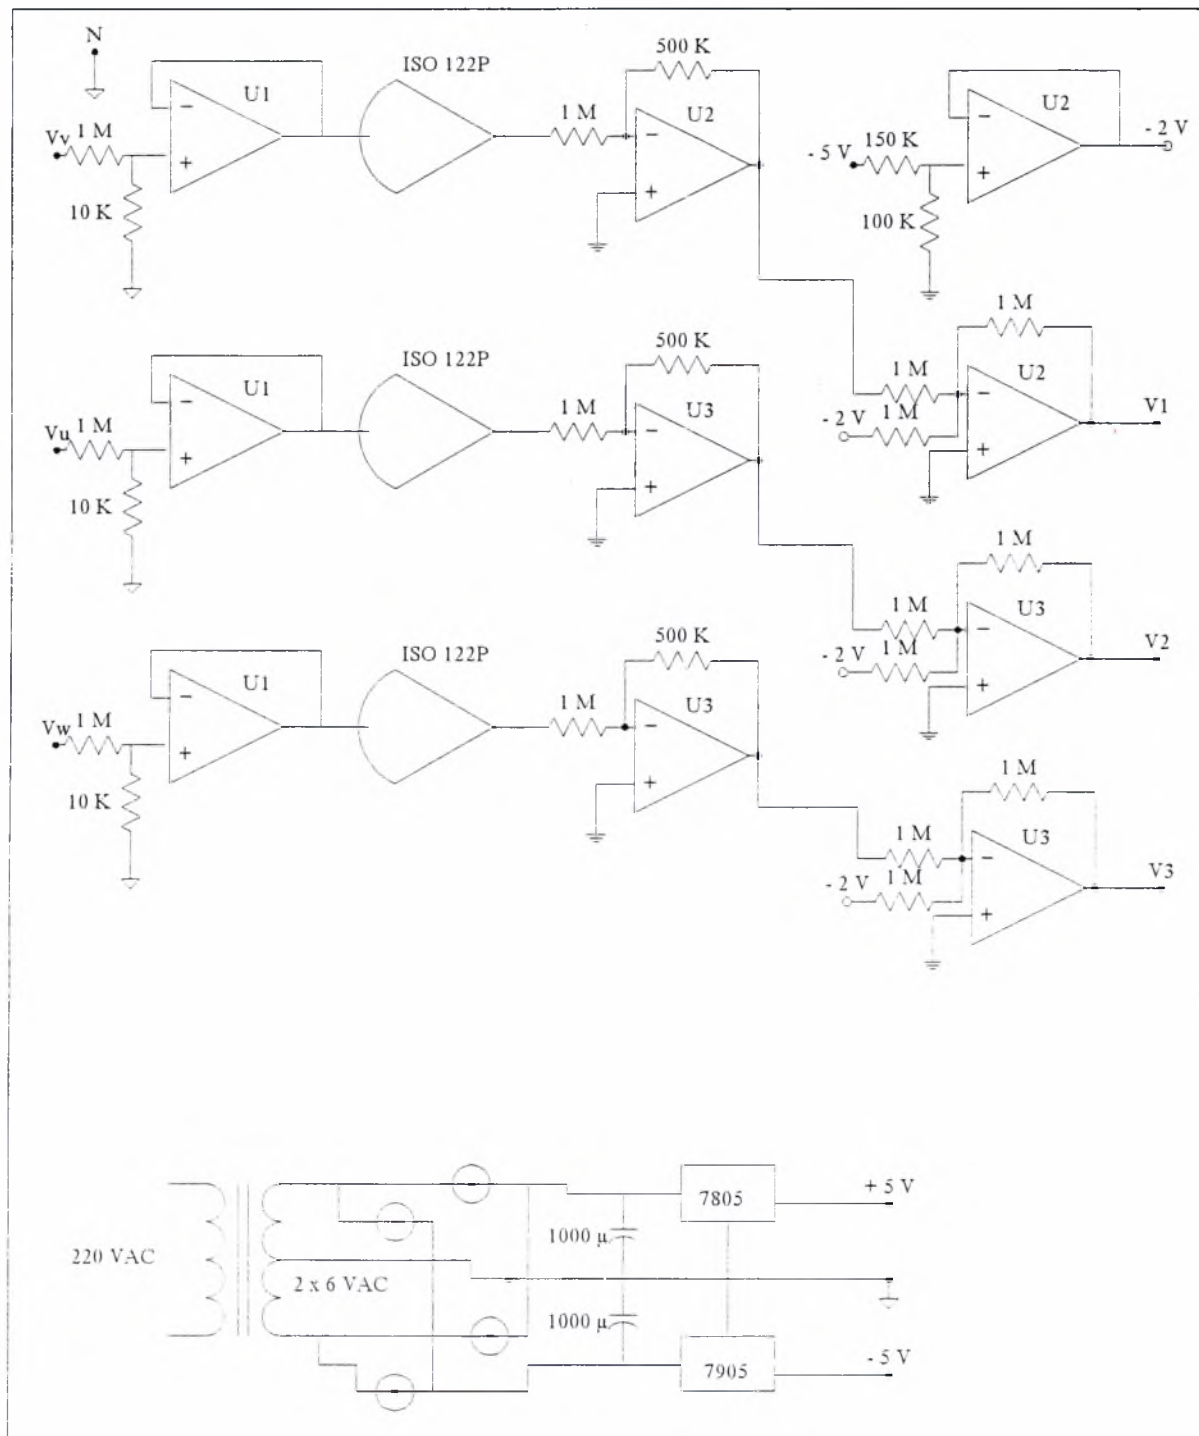 N
ISO 122P
500 K
U1
1 M
U2
U2
- 2 V
Vv
1 M
- 5 V
150 K
10 K
100 K
1 M
ISO 122P
500 K
1 M
U2
U1
1 M
U3
V1
Vu
1 M
- 2 V
1 M
10 K
1 M
ISO 122P
500 K
1 M
U3
U1
1 M
U3
V2
Vw
1 M
- 2 V
1 M
10 K
1 M
1 M
U3
V3
- 2 V
1 M
7805
+ 5 V
1000 µ
220 VAC
2 x 6 VAC
1000 µ
7905
- 5 V